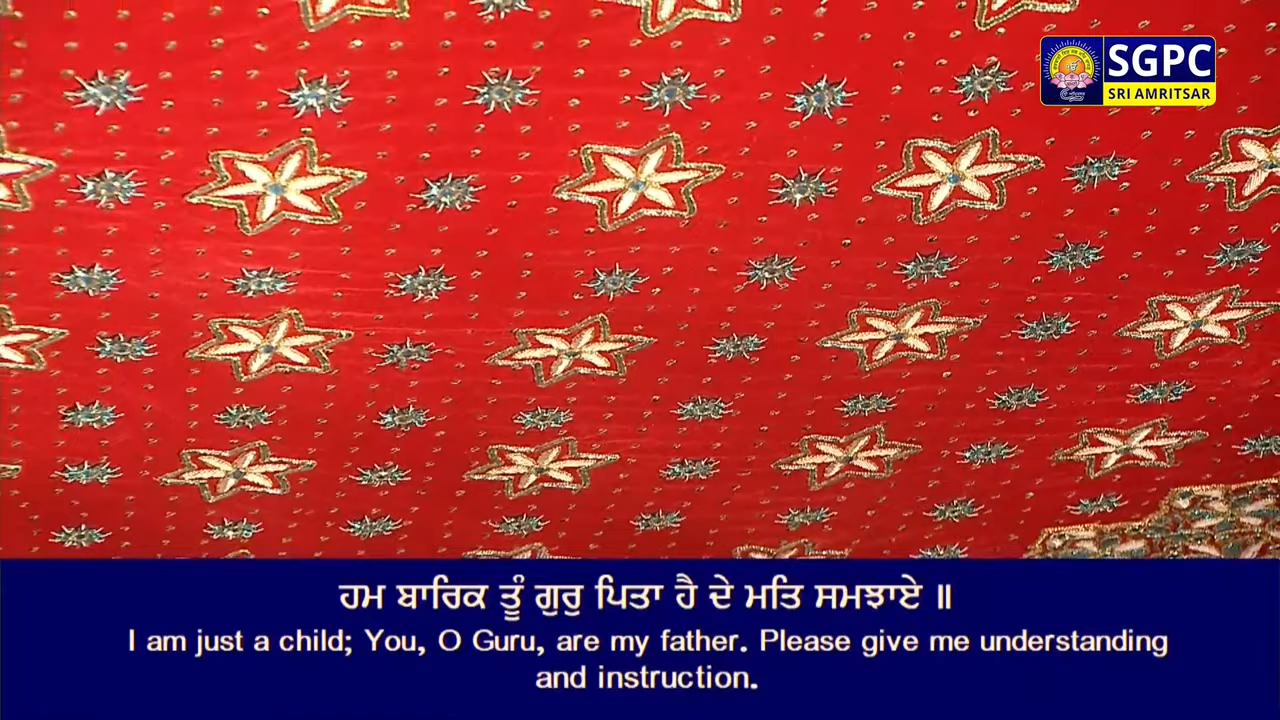 SGPC
SRI AMRITSAR
ਹਮ ਬਾਰਿਕ ਤੂੰ ਗੁਰੁ ਪਿਤਾ ਹੈ ਦੇ ਮਤਿ ਸਮਝਾਏ ॥
I am just a child; You, O Guru, are my father. Please give me understanding
and instruction.